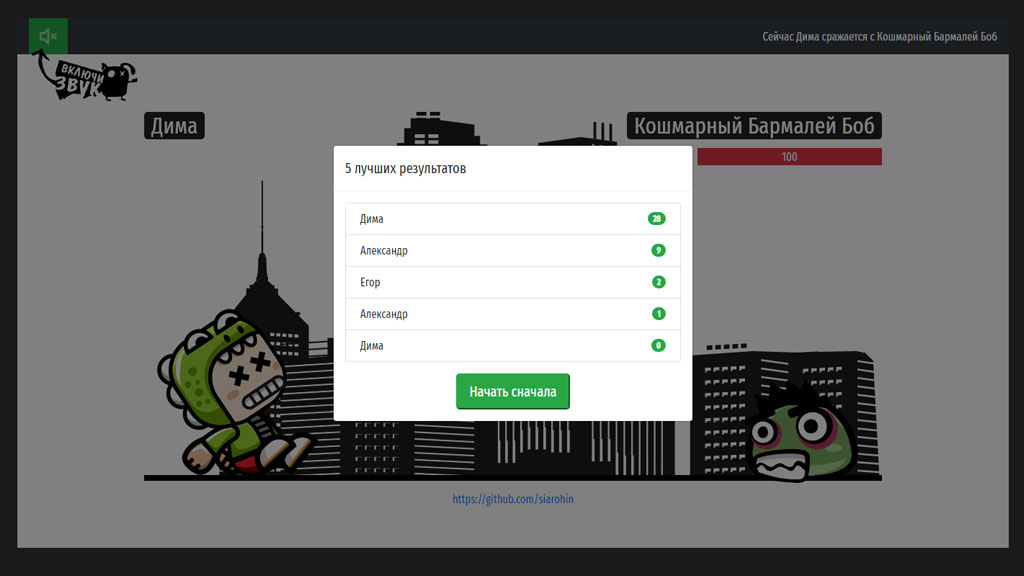 Сейчас Дима сражается с Кошмарный Бармалей Боб
ВКЛЮЧИ
ЗВУК
Дима
Кошмарный Бармалей Боб
100
5 лучших результатов
Дима 28
Александр 9
Егор 2
Александр 1
Дима 0
Начать сначала
https://github.com/siarohin